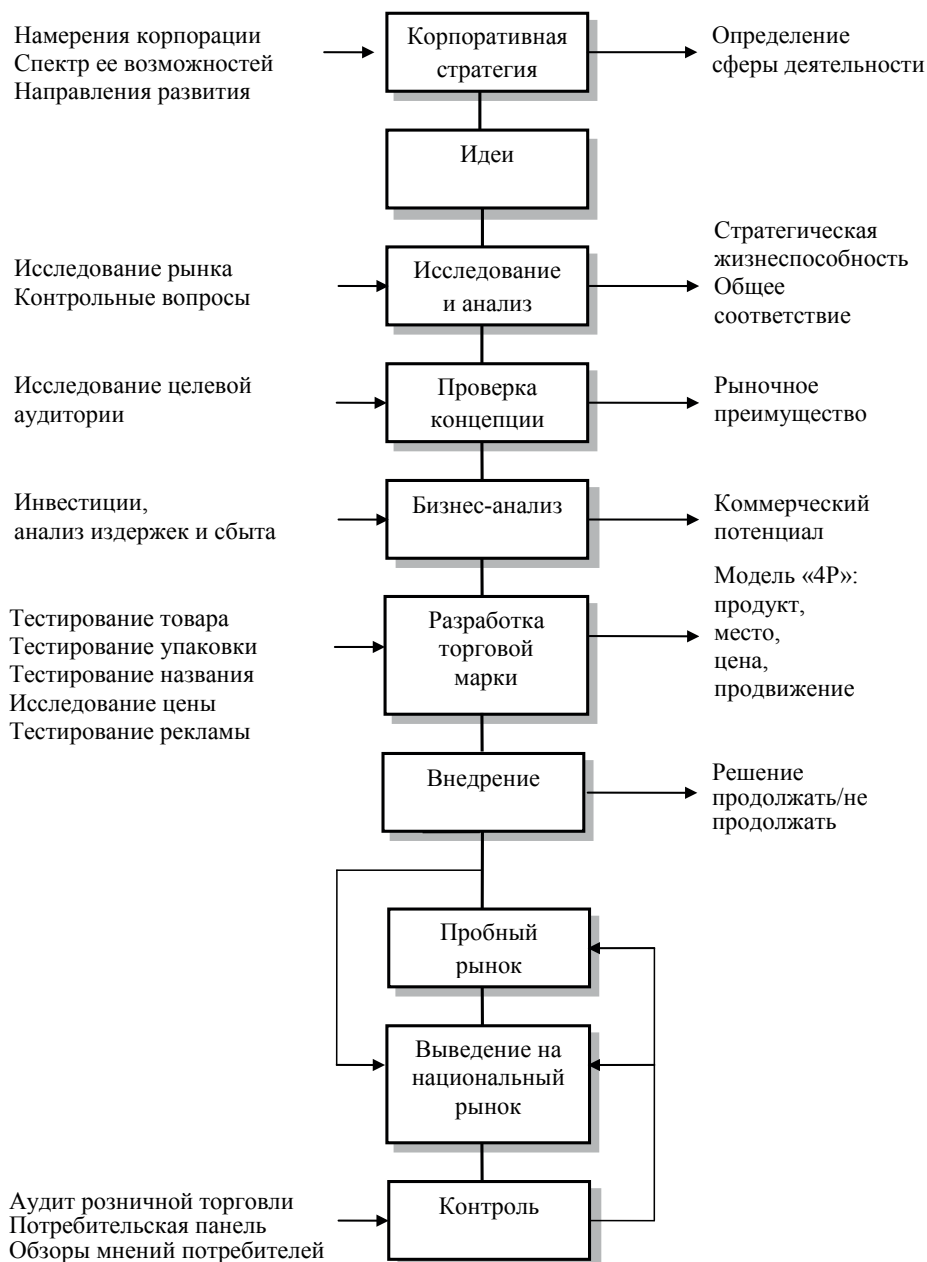 Намерения корпорации
Спектр ее возможностей
Направления развития
Корпоративная
стратегия
Определение
сферы деятельности
Идеи
Исследование рынка
Контрольные вопросы
Исследование
и анализ
Стратегическая
жизнеспособность
Общее
соответствие
Исследование целевой
аудитории
Проверка
концепции
Рыночное
преимущество
Инвестиции,
анализ издержек и сбыта
Бизнес-анализ
Коммерческий
потенциал
Тестирование товара
Тестирование упаковки
Тестирование названия
Исследование цены
Тестирование рекламы
Разработка
торговой
марки
Модель «4Р»:
продукт,
место,
цена,
продвижение
Внедрение
Решение
продолжать/не
продолжать
Пробный
рынок
Выведение на
национальный
рынок
Аудит розничной торговли
Потребительская панель
Обзоры мнений потребителей
Контроль